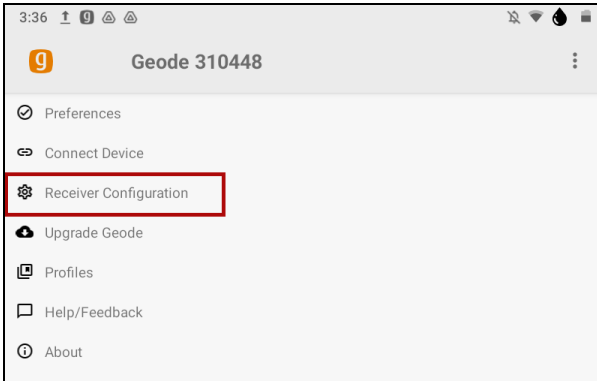 3:36
g
Geode 310448
Preferences
Connect Device
Receiver Configuration
Upgrade Geode
Profiles
Help/Feedback
About